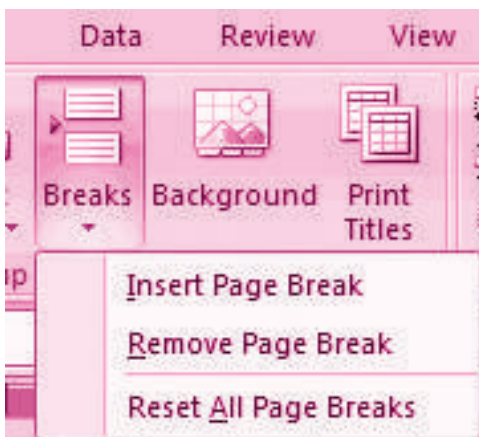 Data Review View
Breaks Background Print
Titles
Insert Page Break
Remove Page Break
Reset All Page Breaks